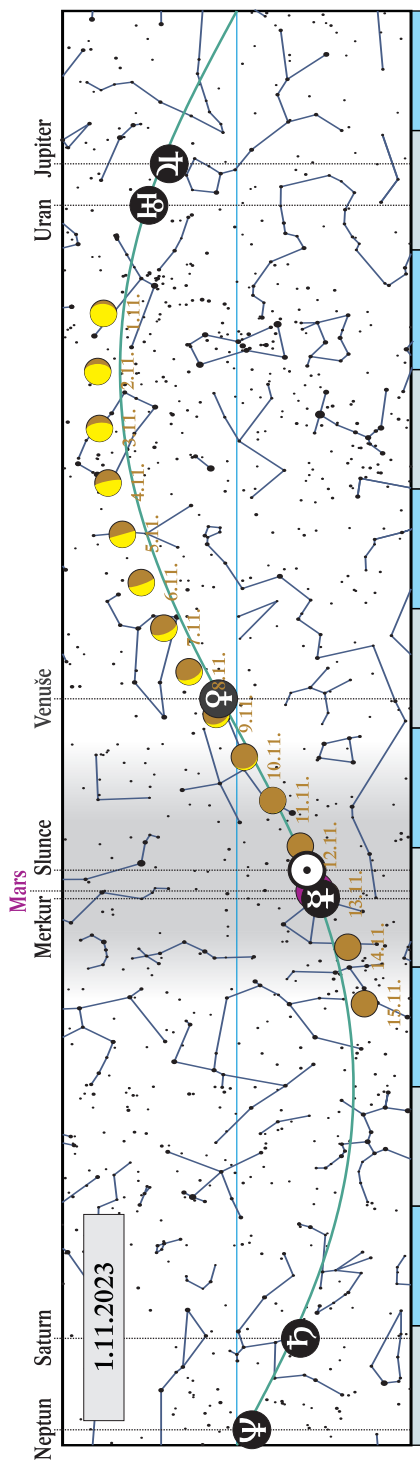 Mars
Neptun
Saturn
Merkur
Slunce
Venuše
Uran
Jupiter
1.11.2023
1.11.
2.11.
3.11.
4.11.
5.11.
6.11.
7.11
8.11.
9.11.
10.11.
11.11.
12.11.
13.11.
14.11.
15.11.